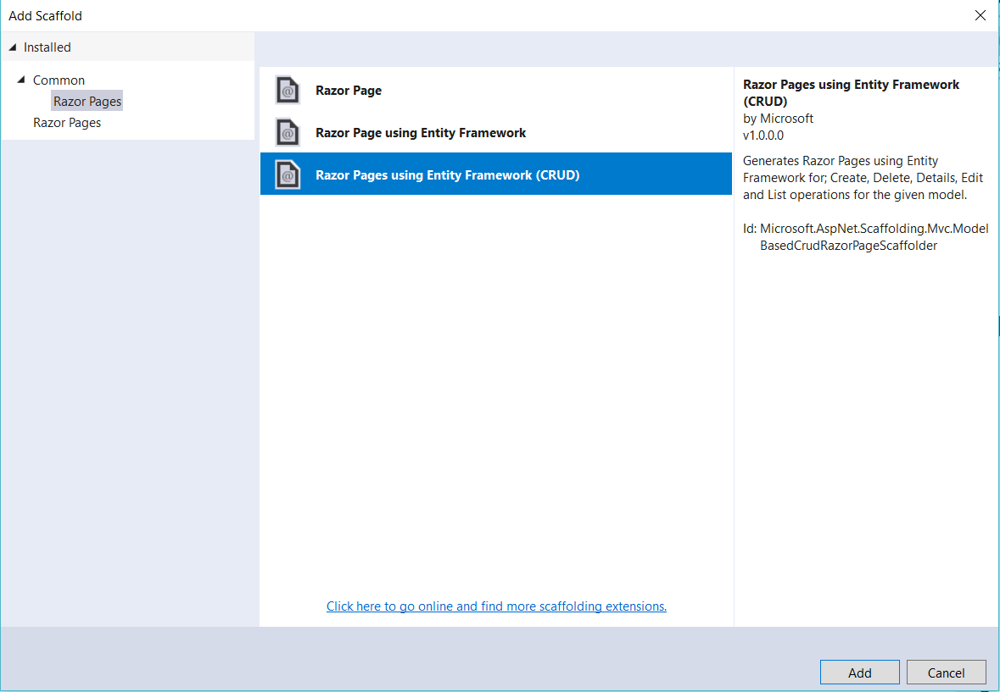 Add Scaffold
Installed
Common
Razor Pages
Razor Pages
Razor Page
Razor Page using Entity Framework
Razor Pages using Entity Framework (CRUD)
Click here to go online and find more scaffolding extensions.
Razor Pages using Entity Framework
(CRUD)
by Microsoft
v1.0.0.0
Generates Razor Pages using Entity
Framework for; Create, Delete, Details, Edit
and List operations for the given model.
Id: Microsoft.AspNet.Scaffolding.Mvc.Model
BasedCrudRazorPageScaffolder
Add
Cancel